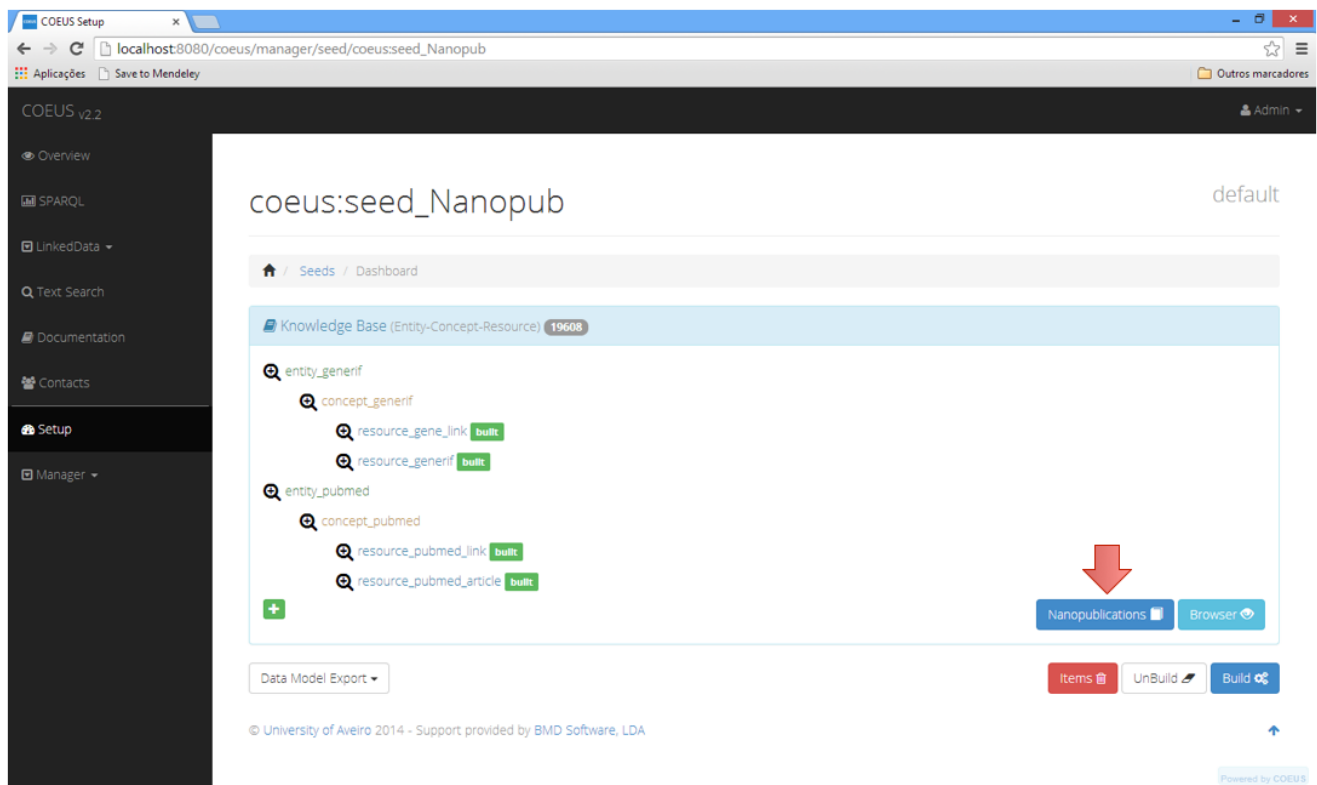 COEUS Setup
localhost:8080/coeus/manager/seed/coeus:seed_Nanopub
Aplicações Save to Mendeley Outros marcadores
COEUS v2.2 Admin
Overview
SPARQL
LinkedData
Text Search
Documentation
Contacts
Setup
Manager
coeus:seed_Nanopub default
/ Seeds / Dashboard
Knowledge Base (Entity-Concept-Resource) 19608
entity_generif
concept_generif
resource_gene_link built
resource_generif built
entity_pubmed
concept_pubmed
resource_pubmed_link built
resource_pubmed_article built
Nanopublications Browser
Data Model Export Items UnBuild Build
© University of Aveiro 2014 - Support provided by BMD Software, LDA
Powered by COEUS